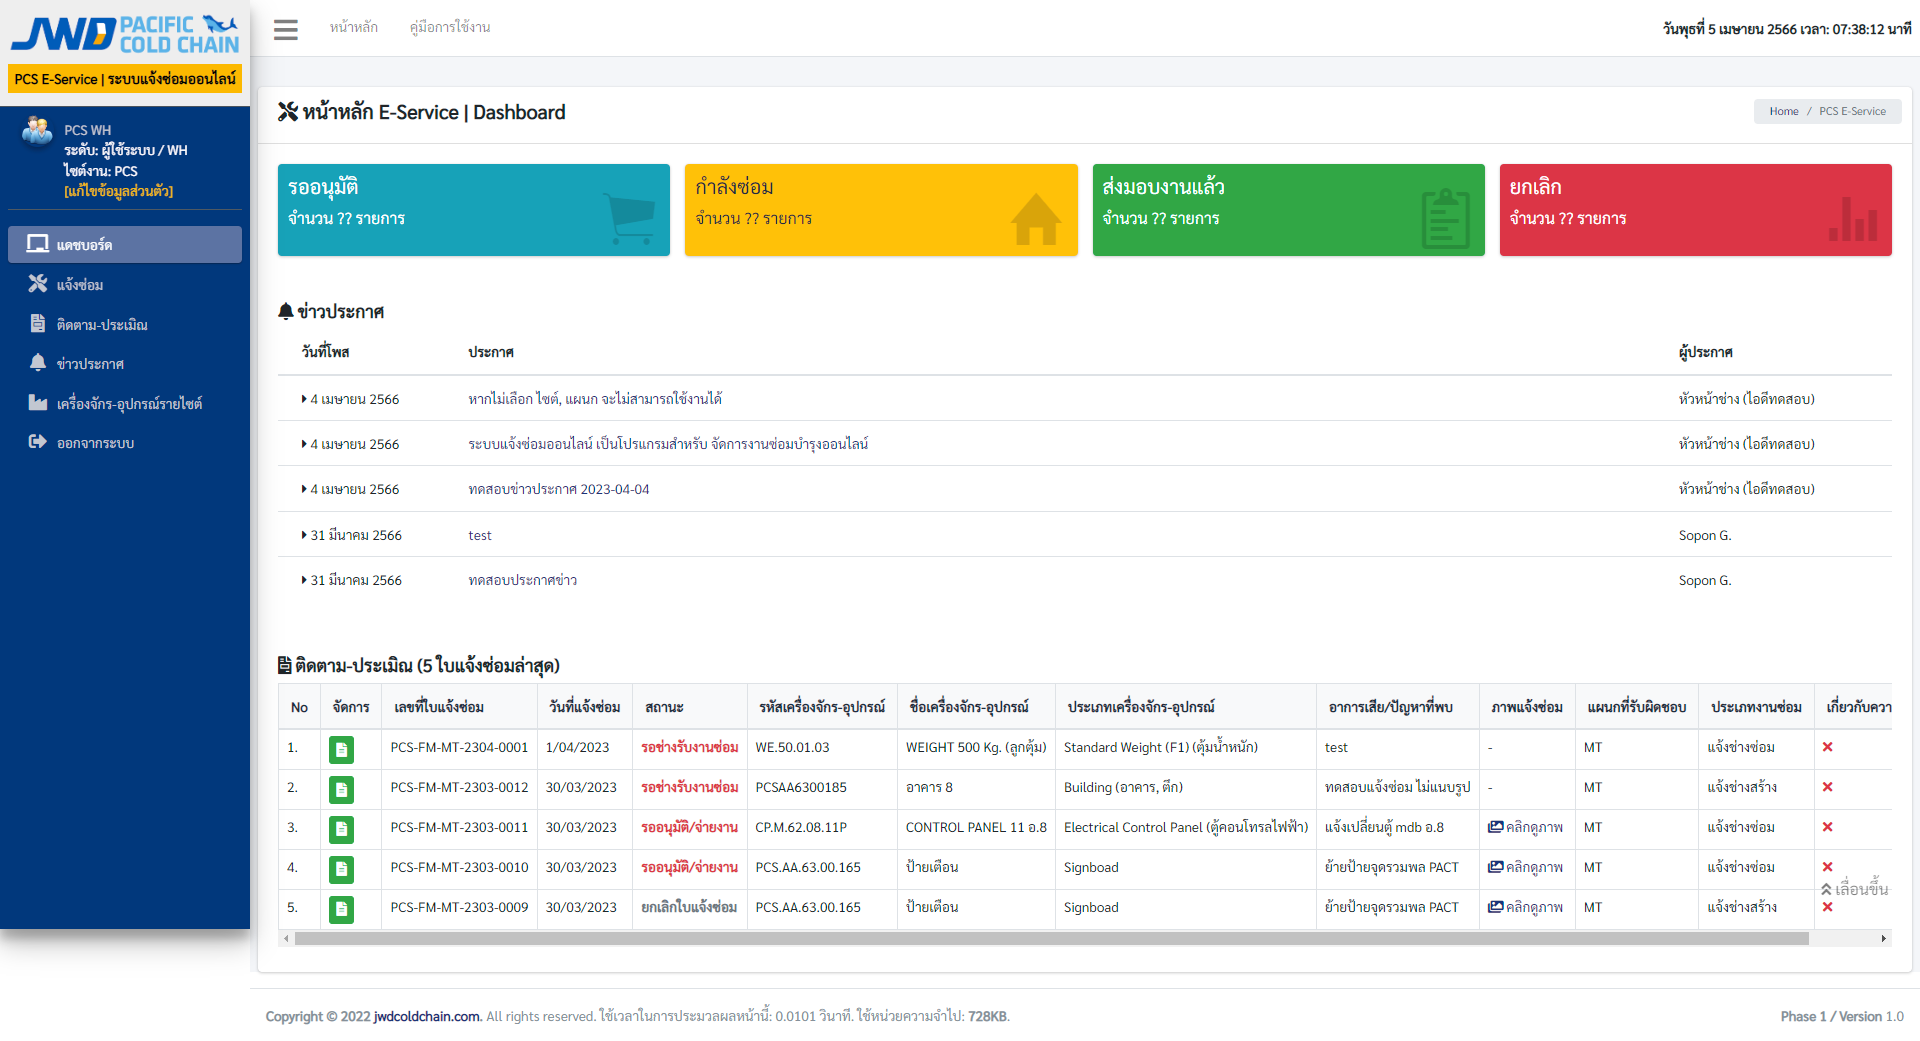 JWD PACIFIC COLD CHAIN
PCS E-Service | ระบบแจ้งซ่อมออนไลน์
PCS WH
ระดับ: ผู้ใช้ระบบ / WH
ไซต์งาน: PCS
[แก้ไขข้อมูลส่วนตัว]
แดชบอร์ด
แจ้งซ่อม
ติดตาม-ประเมิณ
ข่าวประกาศ
เครื่องจักร-อุปกรณ์รายไซต์
ออกจากระบบ
หน้าหลัก คู่มือการใช้งาน
วันพุธที่ 5 เมษายน 2566 เวลา: 07:38:12 นาที
หน้าหลัก E-Service | Dashboard
Home / PCS E-Service
รออนุมัติ
จำนวน ?? รายการ
กำลังซ่อม
จำนวน ?? รายการ
ส่งมอบงานแล้ว
จำนวน ?? รายการ
ยกเลิก
จำนวน ?? รายการ
ข่าวประกาศ
วันที่โพส ประกาศ ผู้ประกาศ
4 เมษายน 2566 หากไม่เลือก ไซต์, แผนก จะไม่สามารถใช้งานได้ หัวหน้าช่าง (ไอดีทดสอบ)
4 เมษายน 2566 ระบบแจ้งซ่อมออนไลน์ เป็นโปรแกรมสำหรับ จัดการงานซ่อมบำรุงออนไลน์ หัวหน้าช่าง (ไอดีทดสอบ)
4 เมษายน 2566 ทดสอบข่าวประกาศ 2023-04-04 หัวหน้าช่าง (ไอดีทดสอบ)
31 มีนาคม 2566 test Sopon G.
31 มีนาคม 2566 ทดสอบประกาศข่าว Sopon G.
ติดตาม-ประเมิณ (5 ใบแจ้งซ่อมล่าสุด)
No จัดการ เลขที่ใบแจ้งซ่อม วันที่แจ้งซ่อม สถานะ รหัสเครื่องจักร-อุปกรณ์ ชื่อเครื่องจักร-อุปกรณ์ ประเภทเครื่องจักร-อุปกรณ์ อาการเสีย/ปัญหาที่พบ ภาพแจ้งซ่อม แผนกที่รับผิดชอบ ประเภทงานซ่อม เกี่ยวกับควา
1. PCS-FM-MT-2304-0001 1/04/2023 รอช่างรับงานซ่อม WE.50.01.03 WEIGHT 500 Kg. (ลูกตุ้ม) Standard Weight (F1) (ตุ้มน้ำหนัก) test - MT แจ้งช่างซ่อม
2. PCS-FM-MT-2303-0012 30/03/2023 รอช่างรับงานซ่อม PCSAA6300185 อาคาร 8 Building (อาคาร, ตึก) ทดสอบแจ้งซ่อม ไม่แนบรูป - MT แจ้งช่างสร้าง
3. PCS-FM-MT-2303-0011 30/03/2023 รออนุมัติ/จ่ายงาน CP.M.62.08.11P CONTROL PANEL 11 อ.8 Electrical Control Panel (ตู้คอนโทรลไฟฟ้า) แจ้งเปลี่ยนตู้ mdb อ.8 คลิกดูภาพ MT แจ้งช่างซ่อม
4. PCS-FM-MT-2303-0010 30/03/2023 รออนุมัติ/จ่ายงาน PCS.AA.63.00.165 ป้ายเตือน Signboad ย้ายป้ายจุดรวมพล PACT คลิกดูภาพ MT แจ้งช่างซ่อม
เลื่อนขึ้น
5. PCS-FM-MT-2303-0009 30/03/2023 ยกเลิกใบแจ้งซ่อม PCS.AA.63.00.165 ป้ายเตือน Signboad ย้ายป้ายจุดรวมพล PACT คลิกดูภาพ MT แจ้งช่างสร้าง
Copyright © 2022 jwdcoldchain.com. All rights reserved. ใช้เวลาในการประมวลผลหน้านี้: 0.0101 วินาที. ใช้หน่วยความจำไป: 728KB.
Phase 1 / Version 1.0